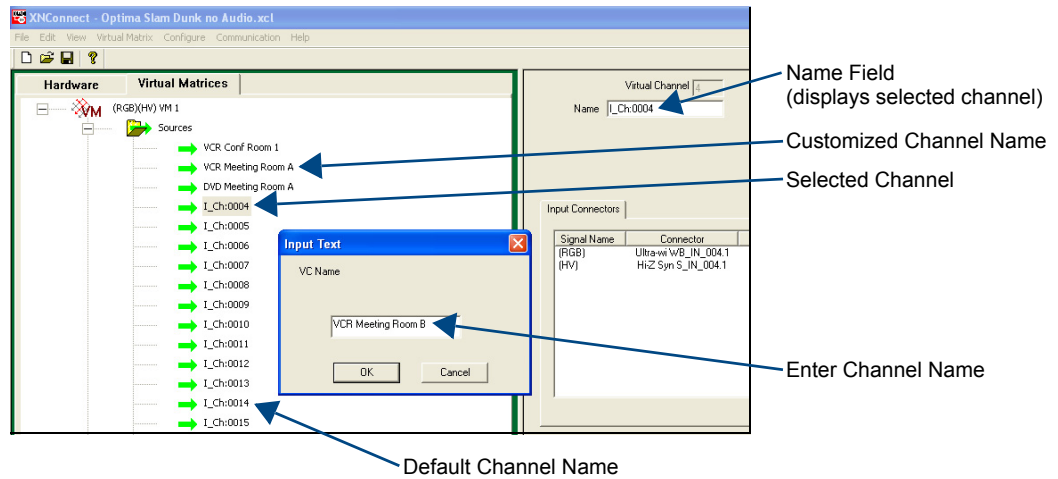 XNConnect - Optima Slam Dunk no Audio.xcl
File Edit View Virtual Matrix Configure Communication Help
Hardware Virtual Matrices
VM (RGB)(HV) VM 1
Sources
VCR Conf Room 1
VCR Meeting Room A
DVD Meeting Room A
I_Ch:0004
I_Ch:0005
I_Ch:0006
I_Ch:0007
I_Ch:0008
I_Ch:0009
I_Ch:0010
I_Ch:0011
I_Ch:0012
I_Ch:0013
I_Ch:0014
I_Ch:0015
Input Text
VC Name
VCR Meeting Room B
OK Cancel
Virtual Channel 4
Name I_Ch:0004
Input Connectors
Signal Name Connector
(RGB) Ultra-wi WB_IN_004.1
(HV) Hi-Z Syn S_IN_004.1
Name Field
(displays selected channel)
Customized Channel Name
Selected Channel
Enter Channel Name
Default Channel Name